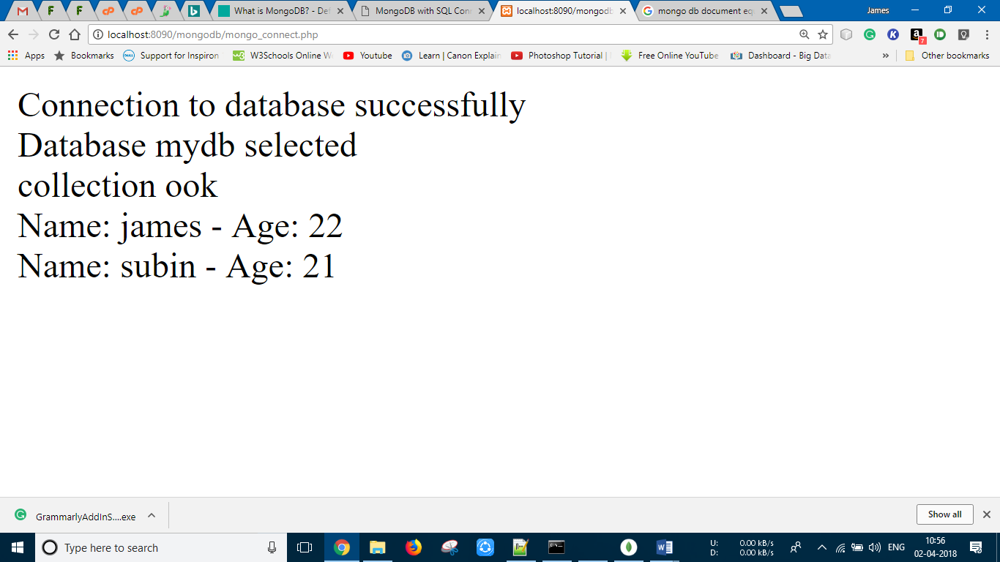 What is MongoDB? - Def
MongoDB with SQL Conn
localhost:8090/mongodb
mongo db document equ
James
localhost:8090/mongodb/mongo_connect.php
7
Apps
Bookmarks
Support for Inspiron
W3Schools Online W
Youtube
Learn | Canon Explain
Photoshop Tutorial |
Free Online YouTube
Dashboard - Big Data
»
Other bookmarks
Connection to database successfully
Database mydb selected
collection ook
Name: james - Age: 22
Name: subin - Age: 21
GrammarlyAddInS....exe
Show all
Type here to search
U: 0.00 kB/s
D: 0.00 kB/s
ENG
10:56
02-04-2018